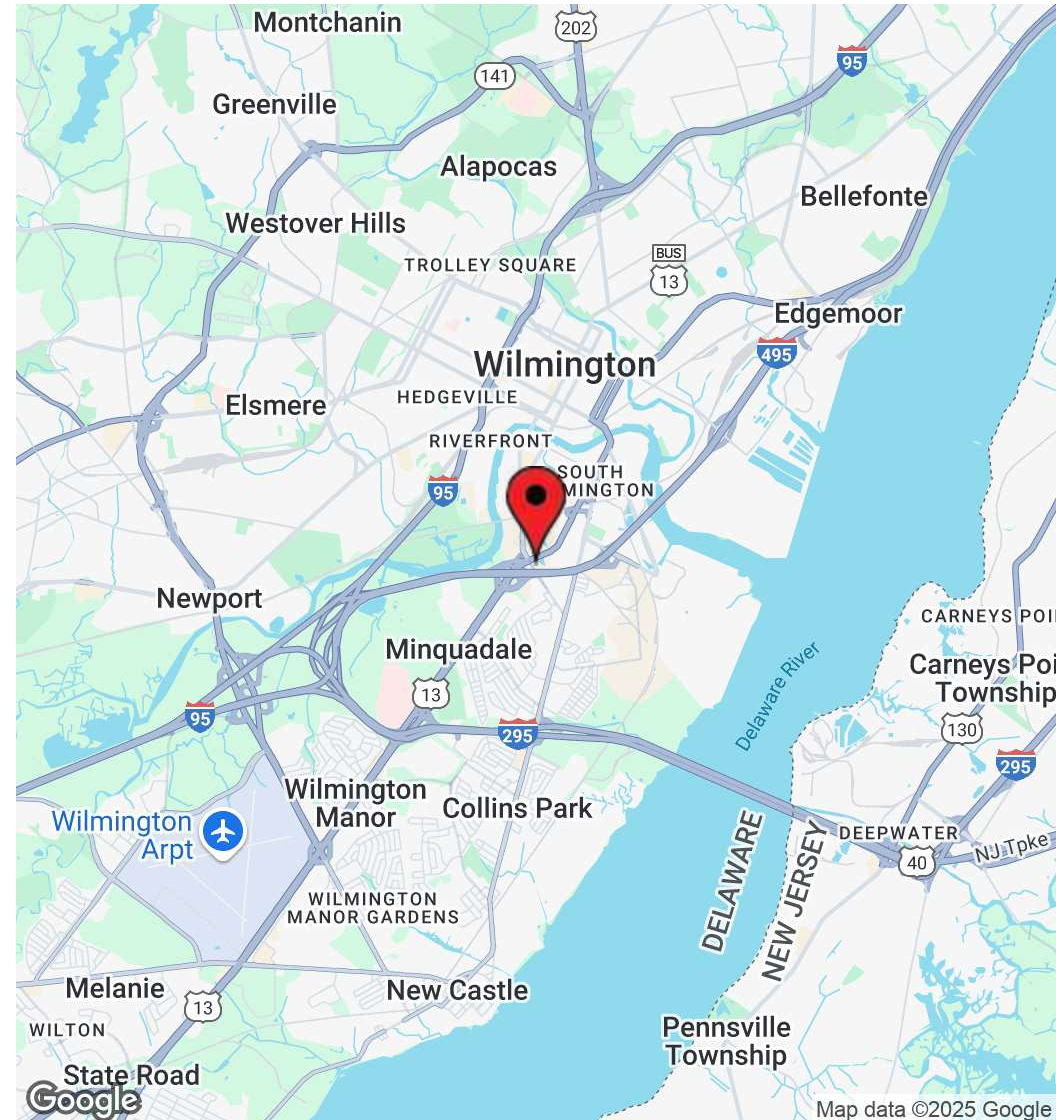 Montchanin
202
95
141
Greenville
Alapocas
Bellefonte
Westover Hills
TROLLEY SQUARE
BUS
13
Edgemoor
495
Wilmington
HEDGEVILLE
Elsmere
RIVERFRONT
SOUTH
MINGTON
95
Newport
CARNEYS POI
Minquadale
Carneys Poi
Township
13
Delaware River
95
295
130
295
Wilmington
Manor
Collins Park
Wilmington
Arpt
DELAWARE
NEW JERSEY
DEEPWATER
NJ Tpke
40
WILMINGTON
MANOR GARDENS
Melanie
New Castle
13
WILTON
Pennsville
Township
State Road
Google
Map data ©2025 Google